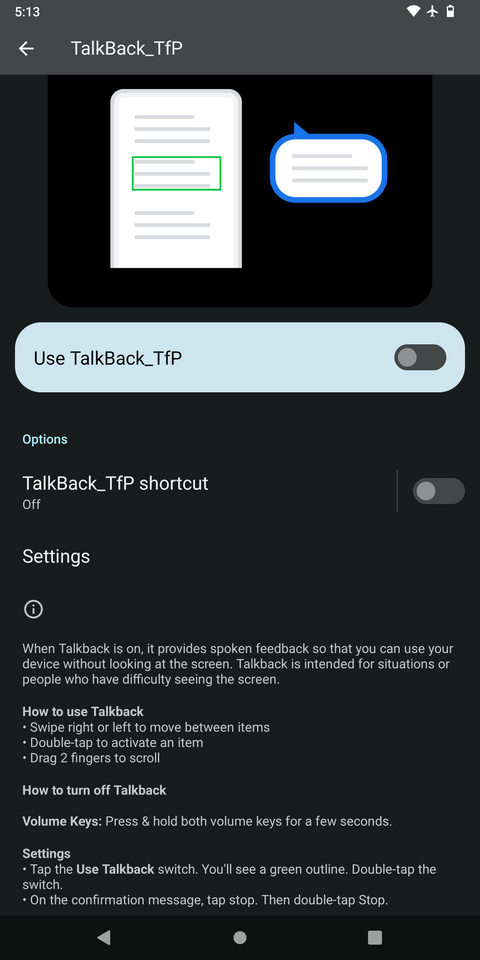 5:13
TalkBack_TfP
Use TalkBack_TfP
Options
TalkBack_TfP shortcut
Off
Settings
When Talkback is on, it provides spoken feedback so that you can use your
device without looking at the screen. Talkback is intended for situations or
people who have difficulty seeing the screen.
How to use Talkback
• Swipe right or left to move between items
• Double-tap to activate an item
• Drag 2 fingers to scroll
How to turn off Talkback
Volume Keys: Press & hold both volume keys for a few seconds.
Settings
• Tap the Use Talkback switch. You'll see a green outline. Double-tap the
switch.
• On the confirmation message, tap stop. Then double-tap Stop.